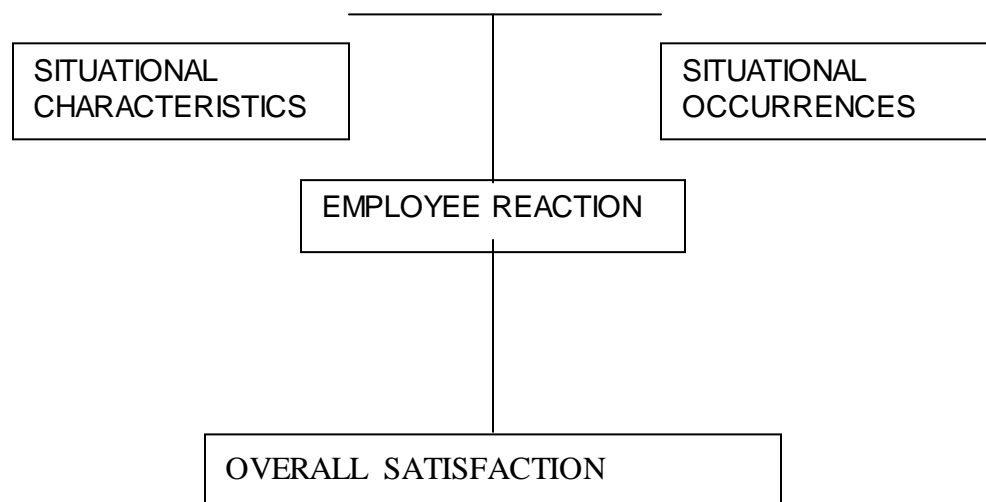 SITUATIONAL
CHARACTERISTICS
SITUATIONAL
OCCURRENCES
EMPLOYEE REACTION
OVERALL SATISFACTION